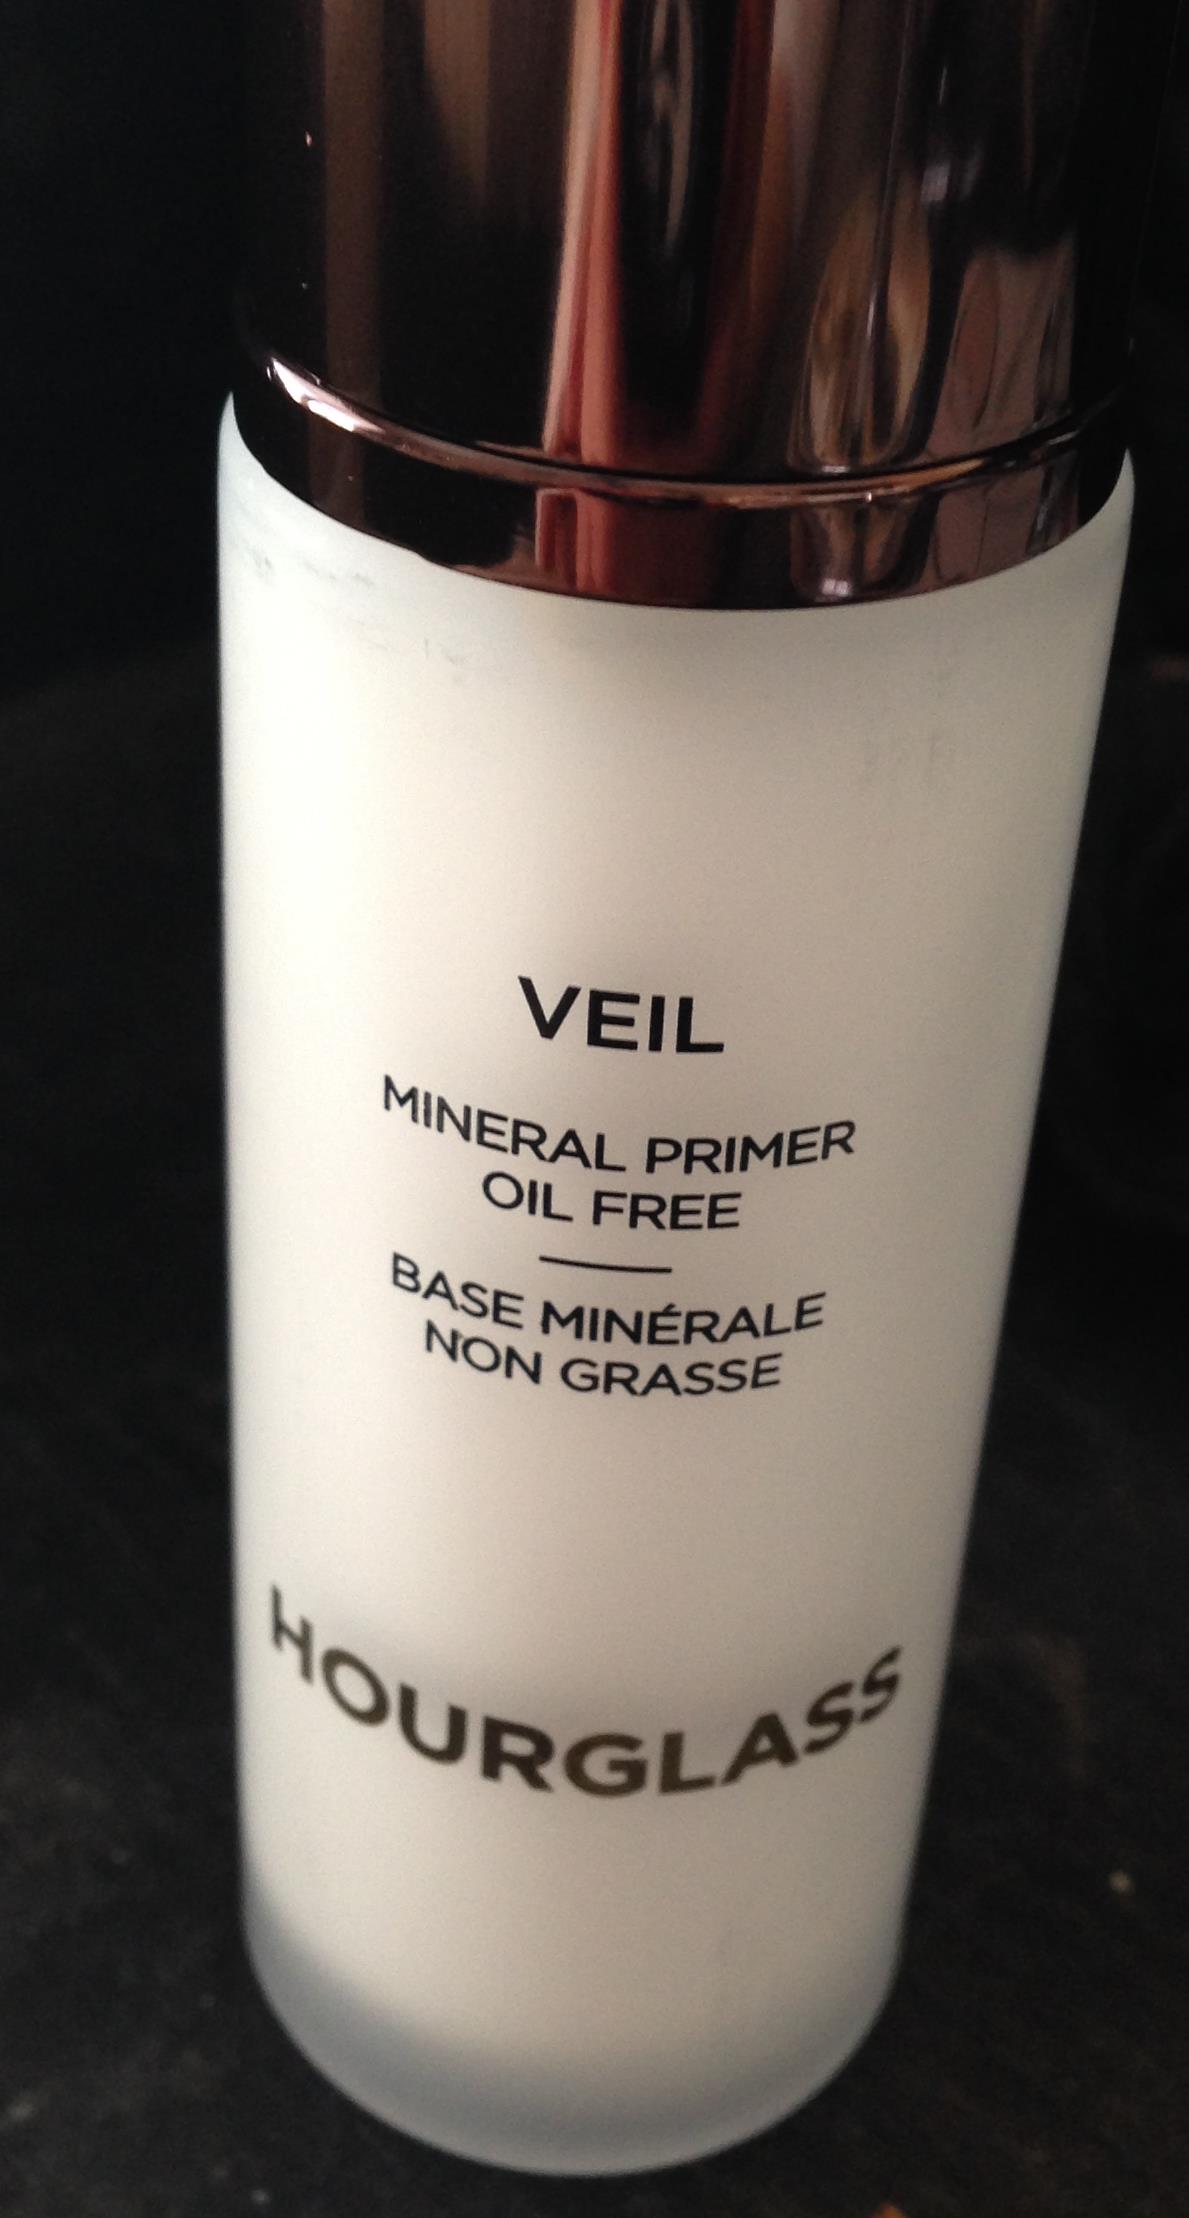 VEIL
MINERAL PRIMER
OIL FREE
BASE MINÉRALE
NON GRASSE
HOURGLASS